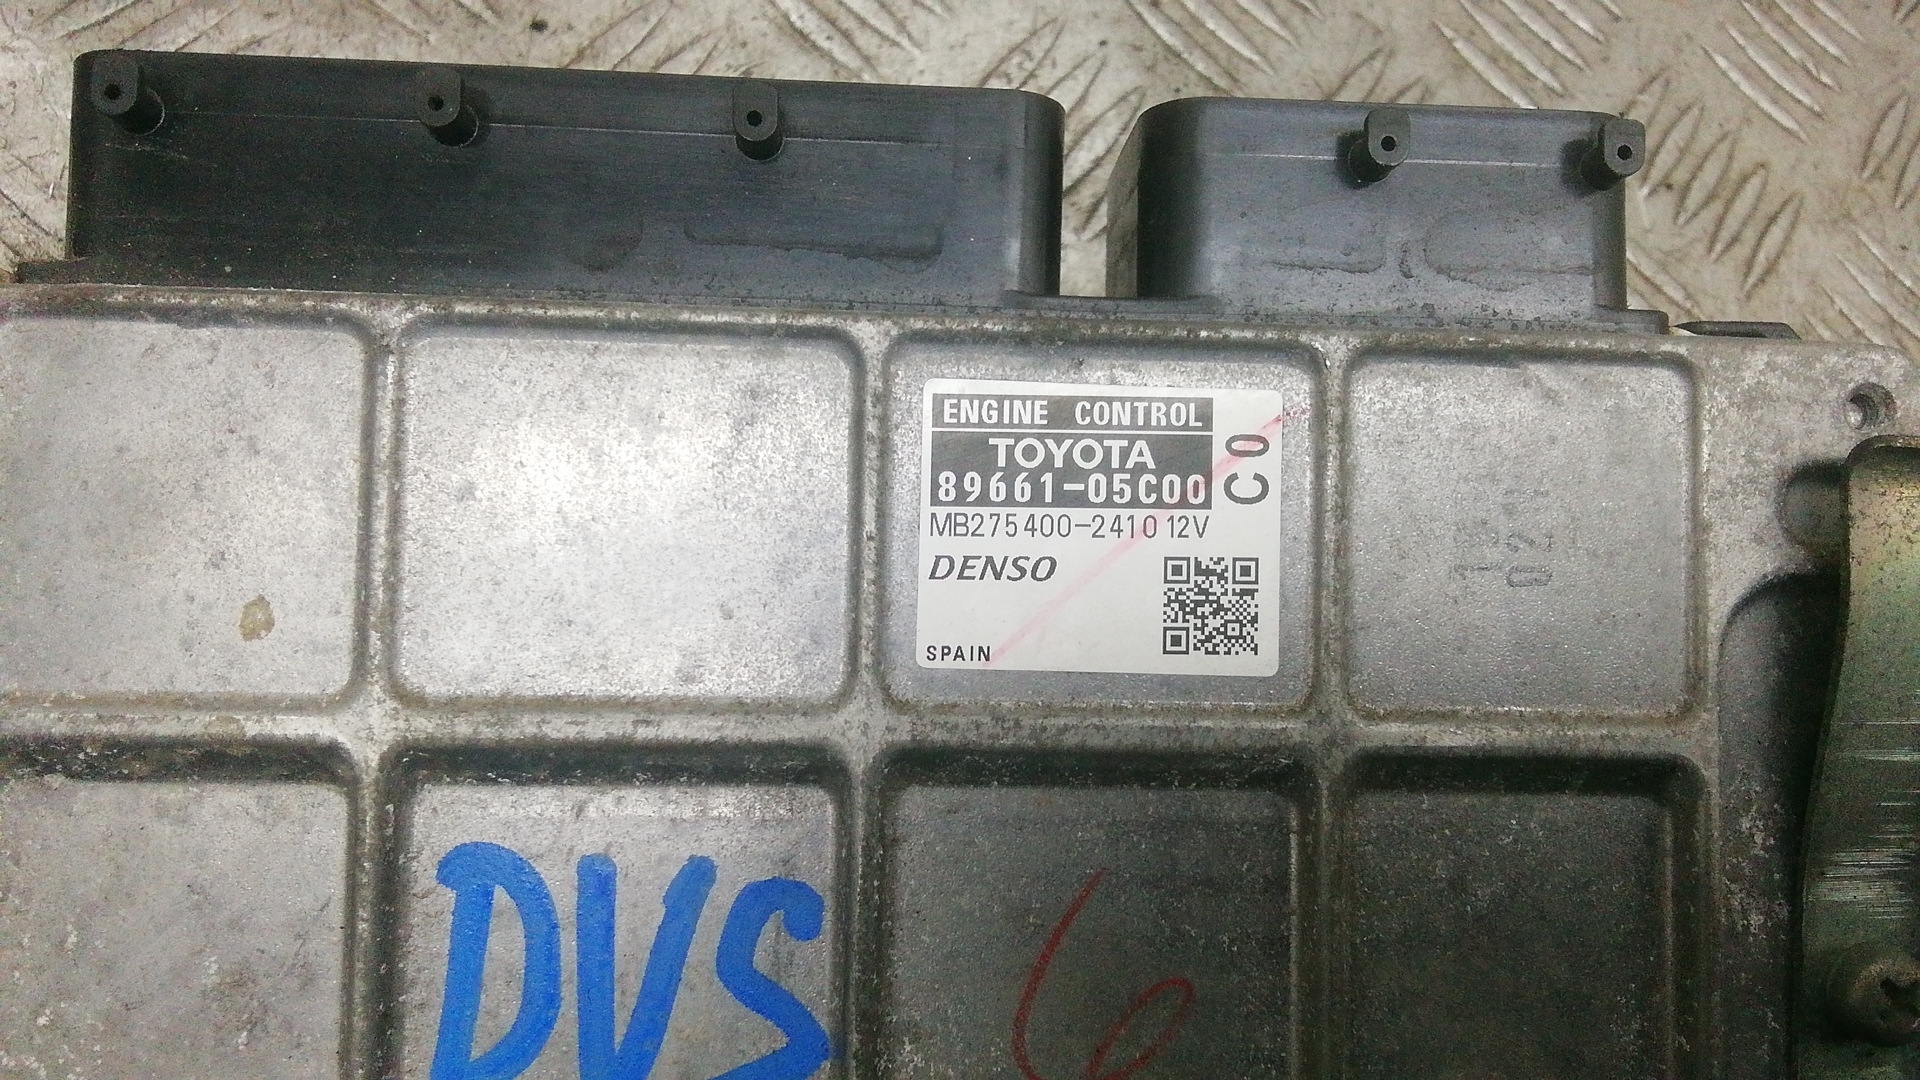 ENGINE CONTROL
TOYOTA
89661-05C00
C0
MB275400-2410 12V
DENSO
SPAIN
DVS
6